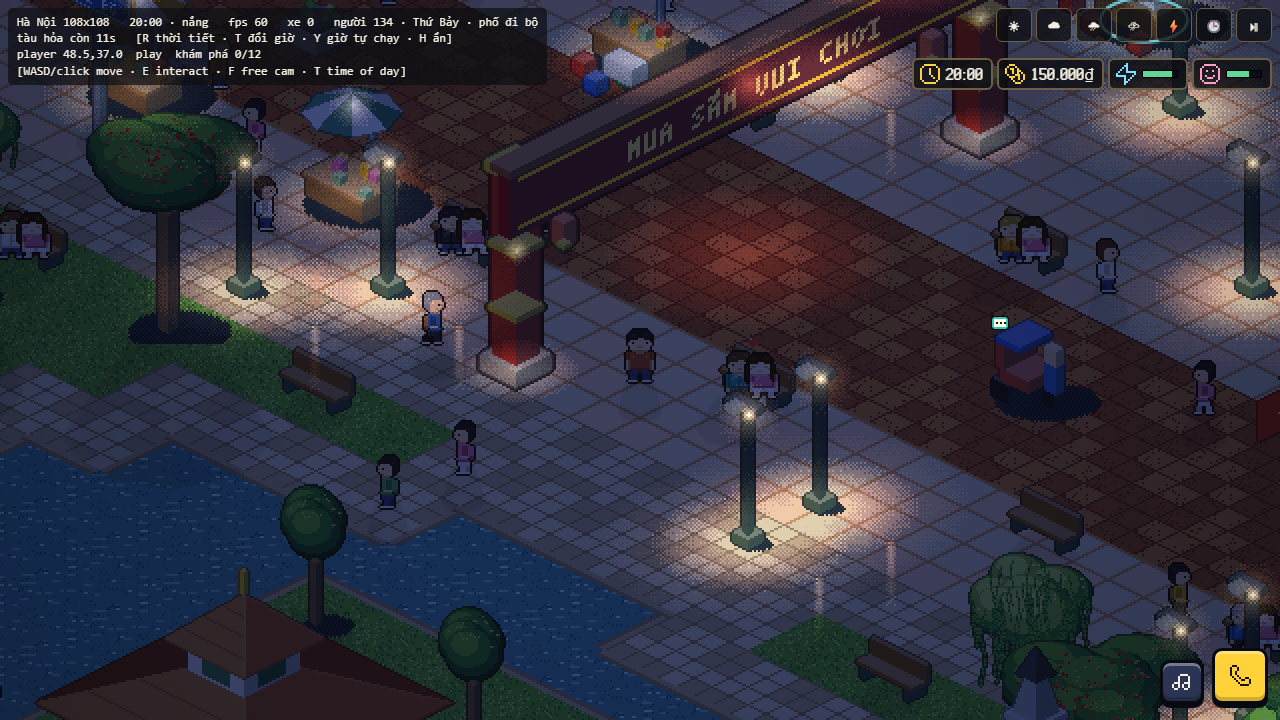 Hà Nội 108x108 · 20:00 · nắng fps 60 xe 0 người 134 · Thứ Bảy · phố đi bộ
tàu hỏa còn 11s [R thời tiết · T đổi giờ · Y giờ tự chạy · H ẩn]
player 48.5,37.0 play khám phá 0/12
[WASD/click move · E interact · F free cam · T time of day]
20:00
150.000₫
MUA SẮM VUI CHƠI